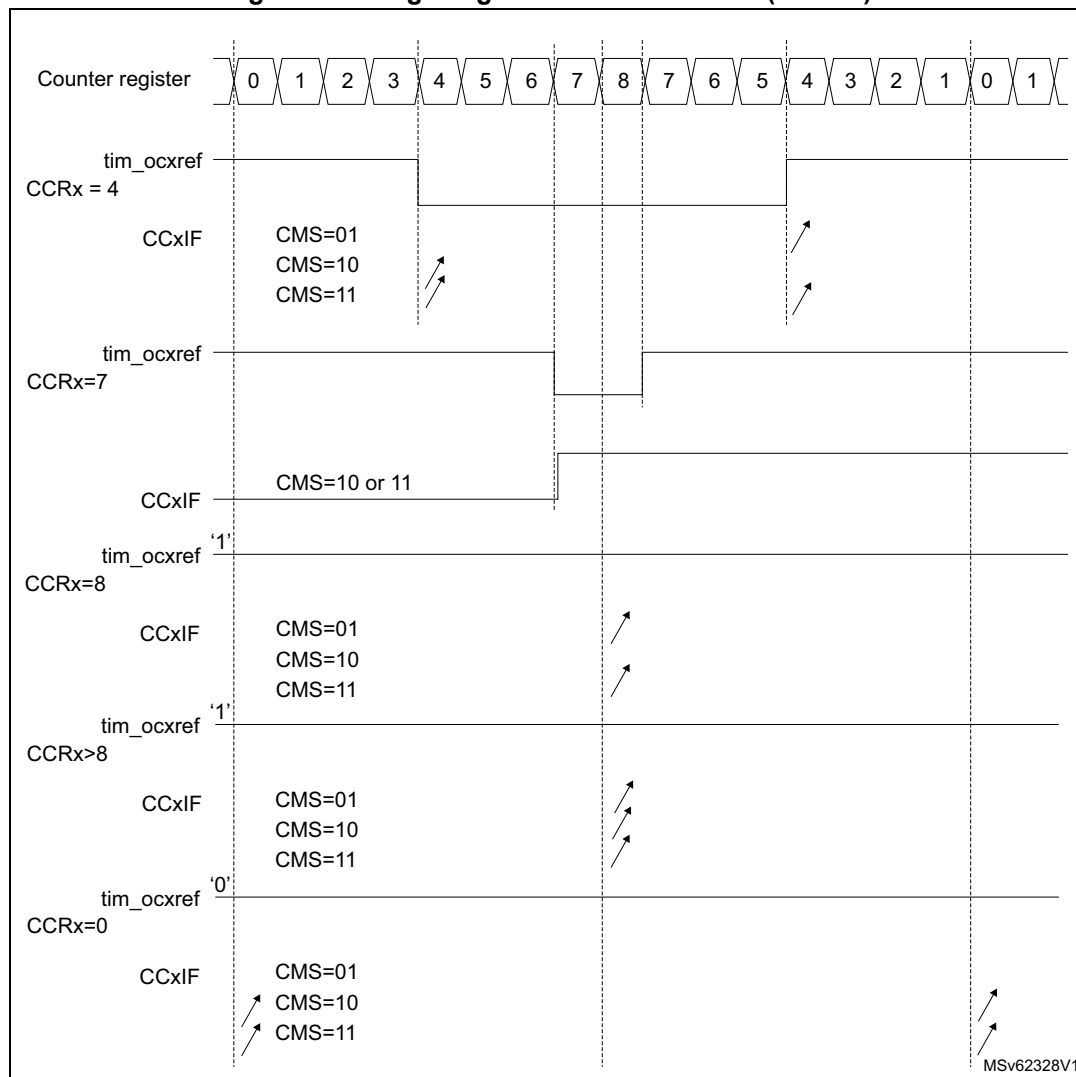 Counter register 0 1 2 3 4 5 6 7 8 7 6 5 4 3 2 1 0 1
tim_ocxref
CCRx = 4
CCxIF CMS=01
CMS=10
CMS=11
tim_ocxref
CCRx=7
CMS=10 or 11
CCxIF
'1'
tim_ocxref
CCRx=8
CCxIF CMS=01
CMS=10
CMS=11
'1'
tim_ocxref
CCRx>8
CCxIF CMS=01
CMS=10
CMS=11
'0'
tim_ocxref
CCRx=0
CCxIF CMS=01
CMS=10
CMS=11
MSv62328V1